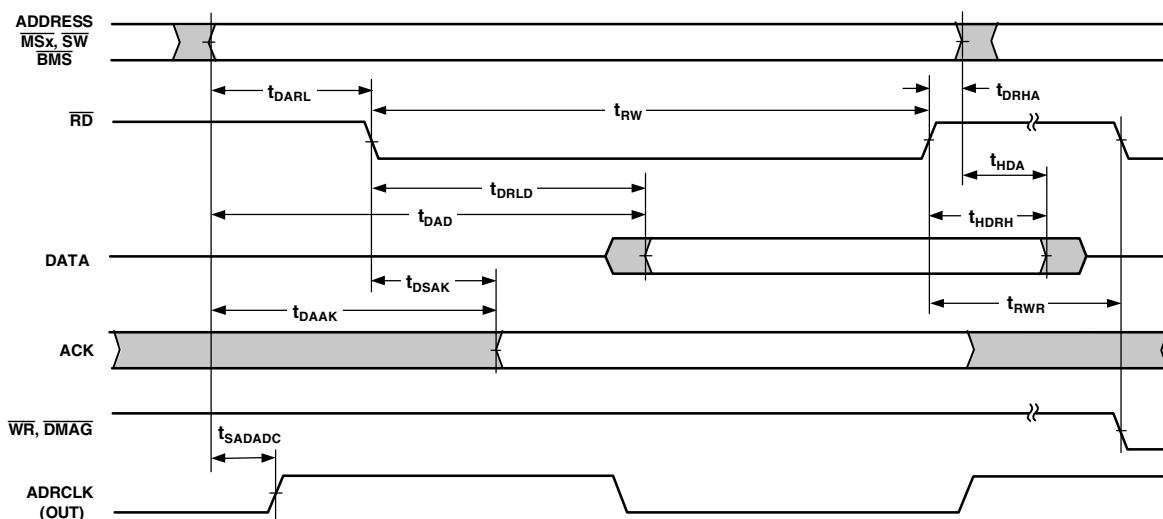 ADDRESS
MSx, SW
BMS
tDARL
tRW
tDRHA
RD
tHDA
tDRLD
tDAD
tHDRH
DATA
tDSAK
tDAAK
tRWR
ACK
WR, DMAG
tSADADC
ADRCLK
(OUT)